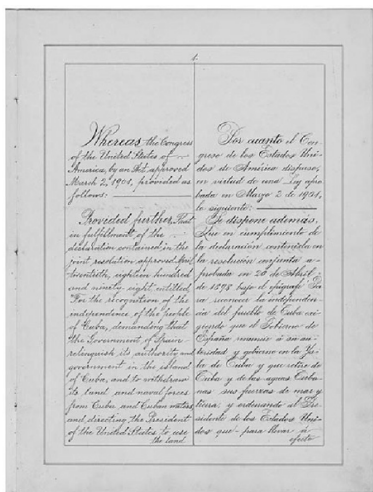 1.
Whereas the Congress
of the United States of
America, by an Act approved
March 2, 1901, provided as
follows:
Provided further, That
in fulfillment of the
declaration contained in the
joint resolution approved April
twentieth, eighteen hundred
and ninety eight, entitled
For the recognition of the
independence of the people
of Cuba, demanding that
the Government of Spain
relinquish its authority and
government in the island
of Cuba, and to withdraw
its land and naval forces
from Cuba and Cuban waters,
and directing the President
of the United States to use
the land
Por cuanto el Con-
greso de los Estados Uni-
dos de América dispuso,
en virtud de una Ley apro-
bada en Marzo 2 de 1901,
lo siguiente:
Se dispone además,
Que en cumplimiento de
la declaración contenida en
la resolución conjunta a-
probada en 20 de Abril
de 1898 bajo el epígrafe Pa-
ra reconocer la independen-
cia del pueblo de Cuba exi-
giendo que el Gobierno de
España renuncie á su au-
toridad y gobierno en la Is-
la de Cuba y que retire de
Cuba y de las aguas Cuba-
nas sus fuerzas de mar y
tierra; y ordenando al Pre-
sidente de los Estados Uni-
dos que para llevar á
efecto